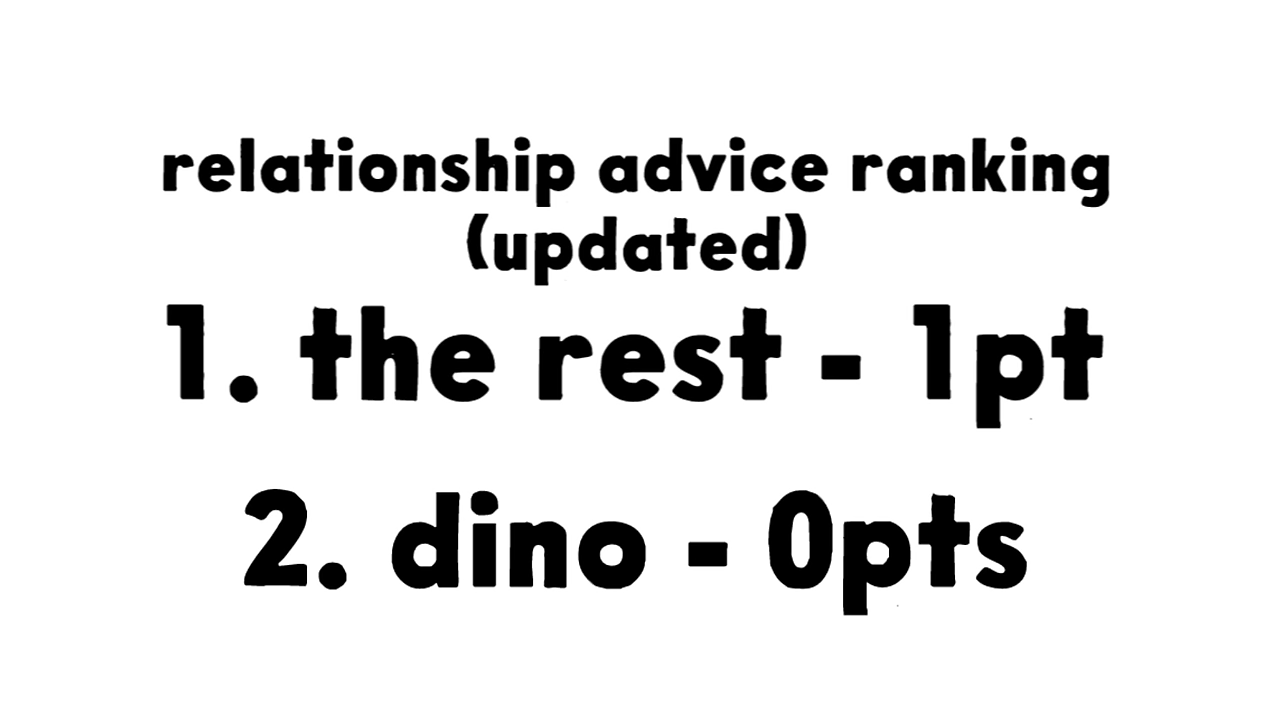 relationship advice ranking
(updated)
1. the rest - 1pt
2. dino - 0pts